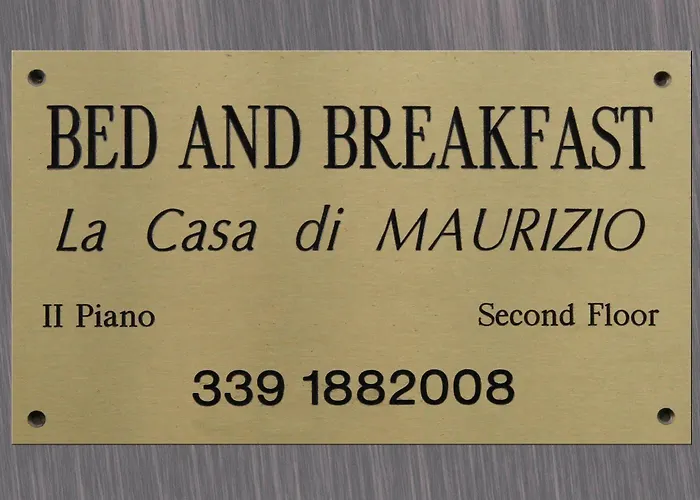 BED AND BREAKFAST
La Casa di MAURIZIO
II Piano Second Floor
339 1882008